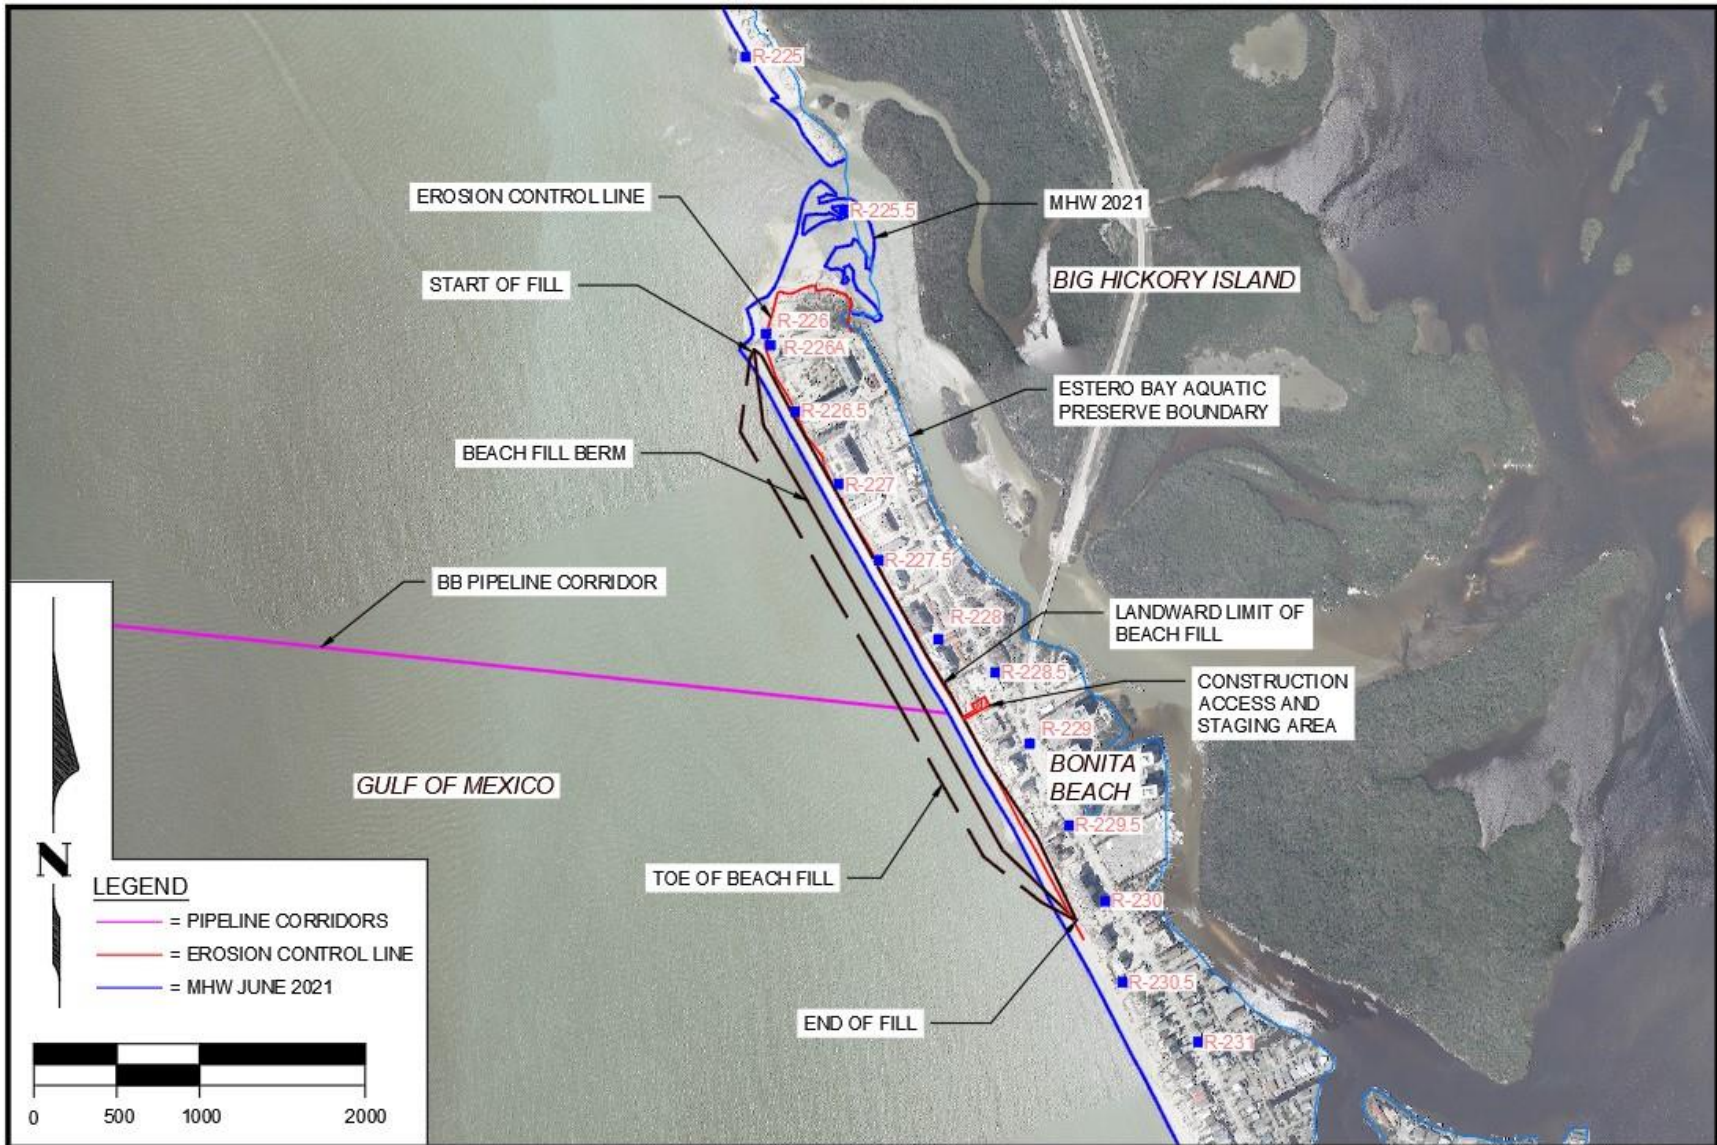 R-225
EROSION CONTROL LINE
R-225.5
MHW 2021
START OF FILL
BIG HICKORY ISLAND
R-226
R-226A
ESTERO BAY AQUATIC
PRESERVE BOUNDARY
R-226.5
BEACH FILL BERM
R-227
R-227.5
BB PIPELINE CORRIDOR
R-228
LANDWARD LIMIT OF
BEACH FILL
R-228.5
CONSTRUCTION
ACCESS AND
STAGING AREA
R-229
BONITA
BEACH
GULF OF MEXICO
R-229.5
TOE OF BEACH FILL
R-230
R-230.5
END OF FILL
R-231
N
LEGEND
= PIPELINE CORRIDORS
= EROSION CONTROL LINE
= MHW JUNE 2021
0 500 1000 2000